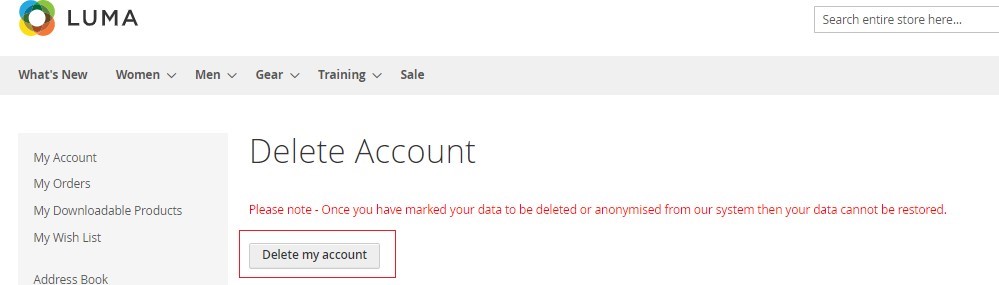 LUMA
Search entire store here...
What's New Women Men Gear Training Sale
My Account
My Orders
My Downloadable Products
My Wish List
Address Book
Delete Account
Please note - Once you have marked your data to be deleted or anonymised from our system then your data cannot be restored.
Delete my account